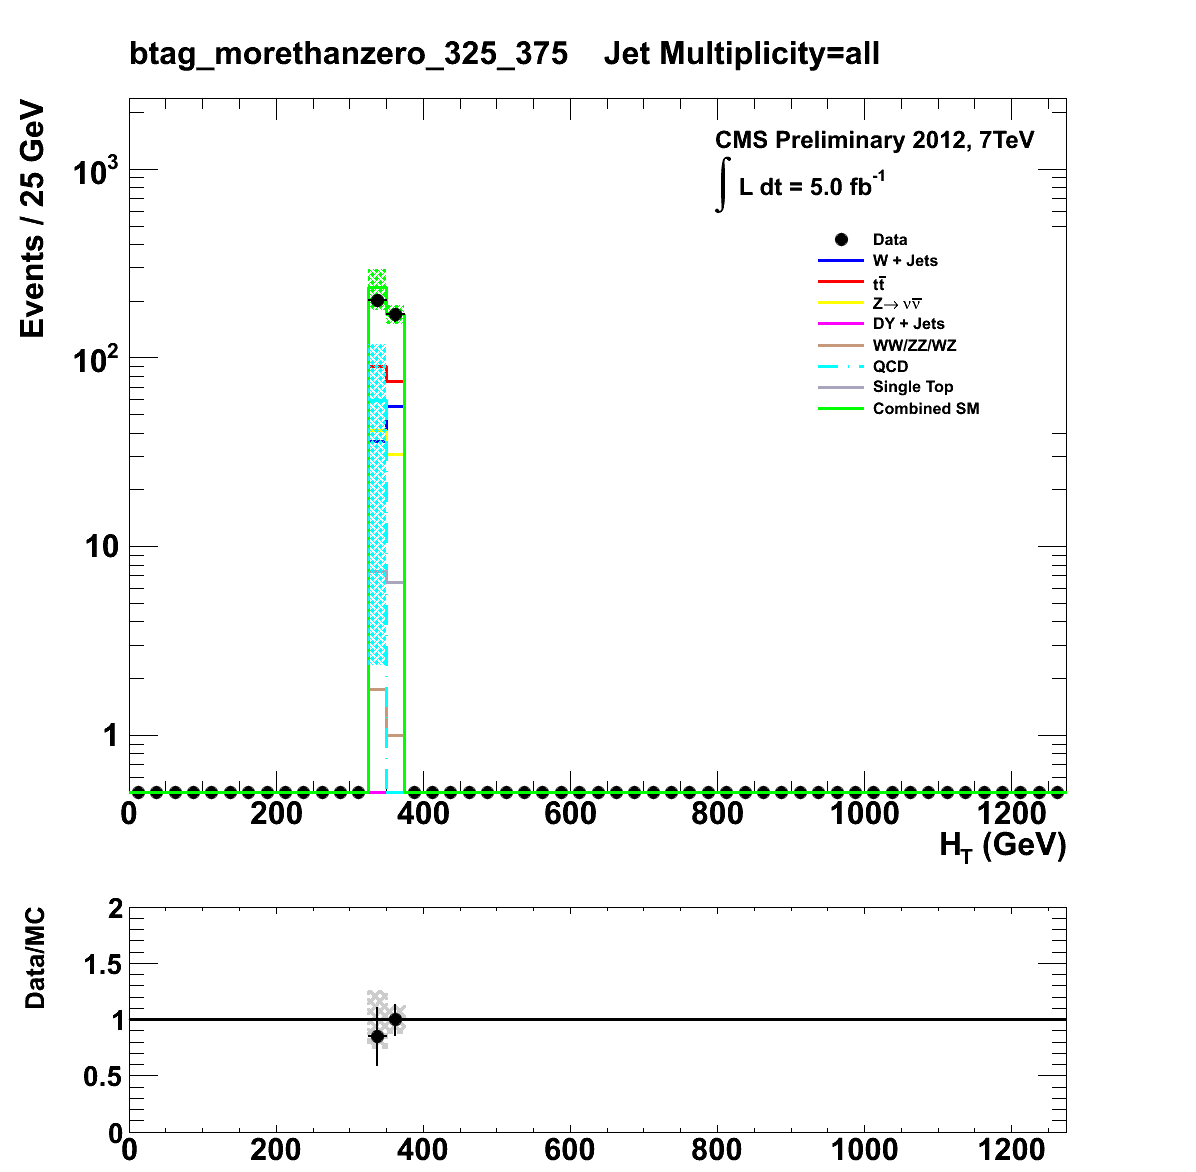 btag_morethanzero_325_375 Jet Multiplicity=all
Events / 25 GeV
CMS Preliminary 2012, 7TeV
∫ L dt = 5.0 fb⁻¹
Data
W + Jets
tt̅
Z→ νν̅
DY + Jets
WW/ZZ/WZ
QCD
Single Top
Combined SM
10³
10²
10
1
0 200 400 600 800 1000 1200
H_T (GeV)
Data/MC
2
1.5
1
0.5
0
0 200 400 600 800 1000 1200